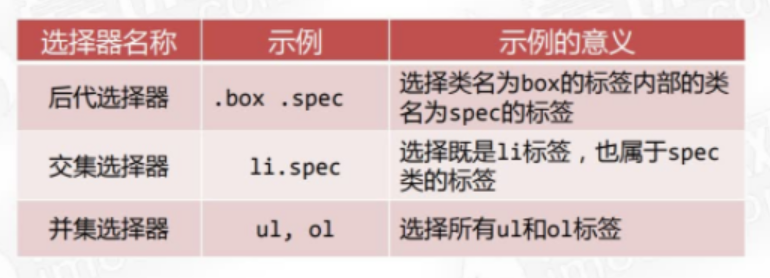 选择器名称 示例 示例的意义
后代选择器 .box .spec 选择类名为box的标签内部的类
名为spec的标签
交集选择器 li.spec 选择既是li标签，也属于spec
类的标签
并集选择器 ul, ol 选择所有ul和ol标签